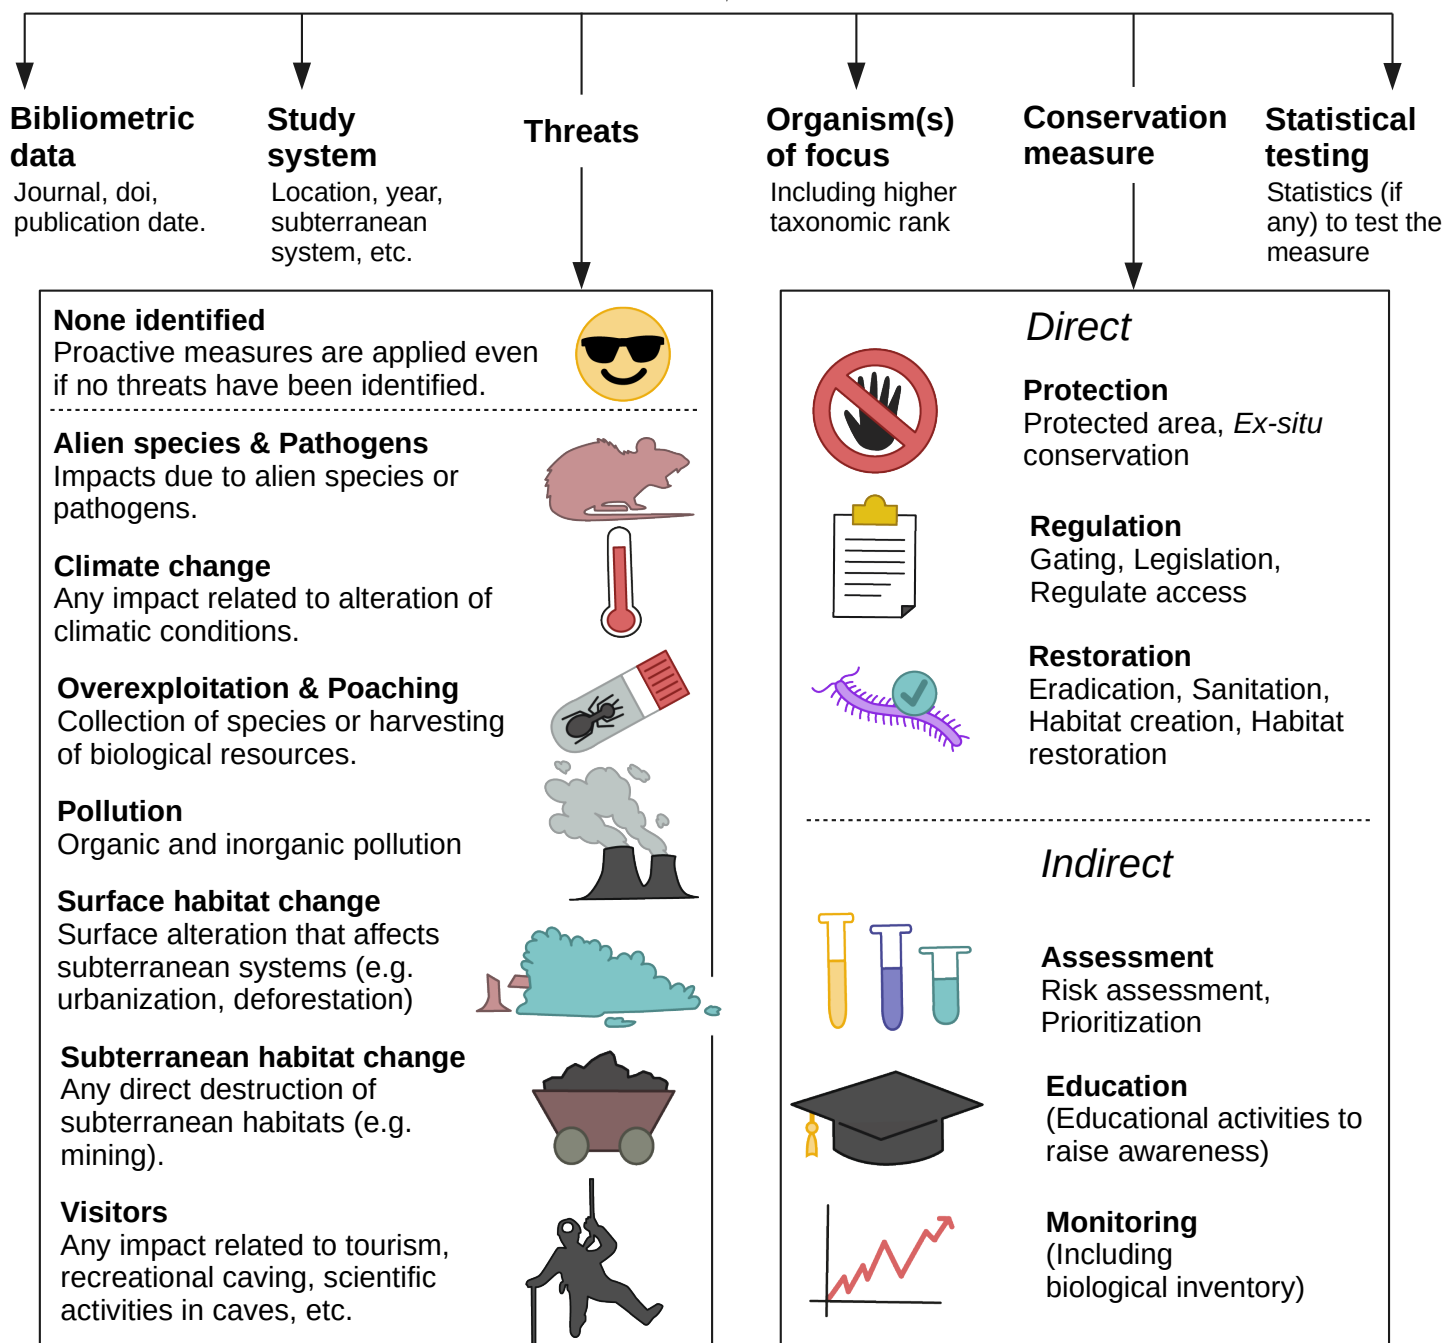 Bibliometric
data
Journal, doi,
publication date.
Study
system
Location, year,
subterranean
system, etc.
Threats
Organism(s)
of focus
Including higher
taxonomic rank
Conservation
measure
Statistical
testing
Statistics (if
any) to test the
measure
None identified
Proactive measures are applied even
if no threats have been identified.
Alien species & Pathogens
Impacts due to alien species or
pathogens.
Climate change
Any impact related to alteration of
climatic conditions.
Overexploitation & Poaching
Collection of species or harvesting
of biological resources.
Pollution
Organic and inorganic pollution
Surface habitat change
Surface alteration that affects
subterranean systems (e.g.
urbanization, deforestation)
Subterranean habitat change
Any direct destruction of
subterranean habitats (e.g.
mining).
Visitors
Any impact related to tourism,
recreational caving, scientific
activities in caves, etc.
Direct
Protection
Protected area, Ex-situ
conservation
Regulation
Gating, Legislation,
Regulate access
Restoration
Eradication, Sanitation,
Habitat creation, Habitat
restoration
Indirect
Assessment
Risk assessment,
Prioritization
Education
(Educational activities to
raise awareness)
Monitoring
(Including
biological inventory)